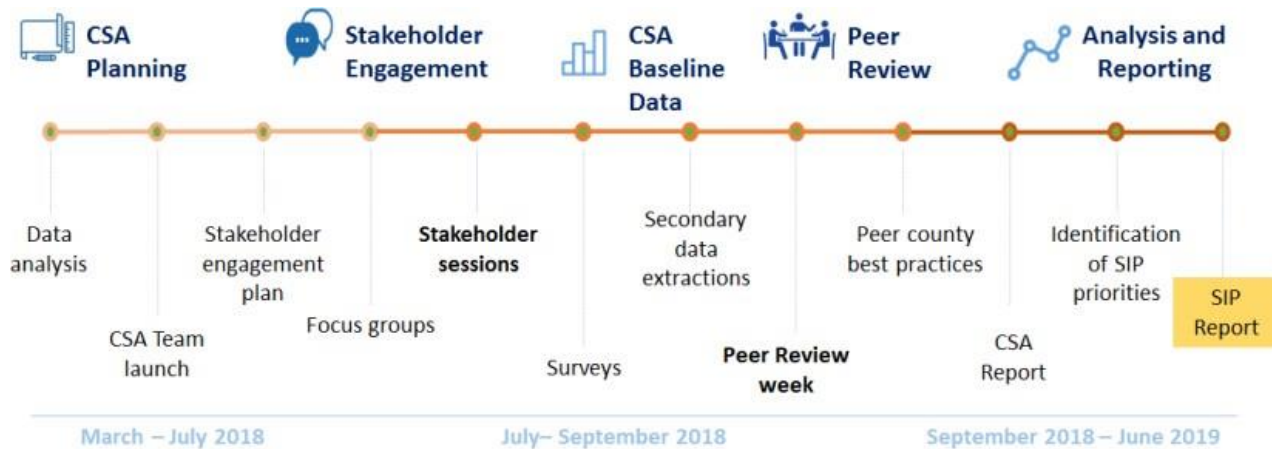 CSA
Planning
Stakeholder
Engagement
CSA
Baseline
Data
Peer
Review
Analysis and
Reporting
Data
analysis
CSA Team
launch
Stakeholder
engagement
plan
Focus groups
Stakeholder
sessions
Surveys
Secondary
data
extractions
Peer Review
week
Peer county
best practices
CSA
Report
Identification
of SIP
priorities
SIP
Report
March – July 2018
July– September 2018
September 2018 – June 2019